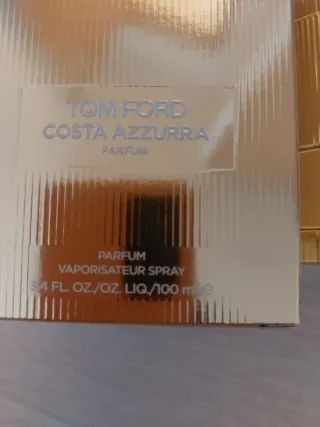 TOM FORD
COSTA AZZURRA
PARFUM
PARFUM
VAPORISATEUR SPRAY
3.4 FL. OZ./OZ. LIQ./100 ml ℮